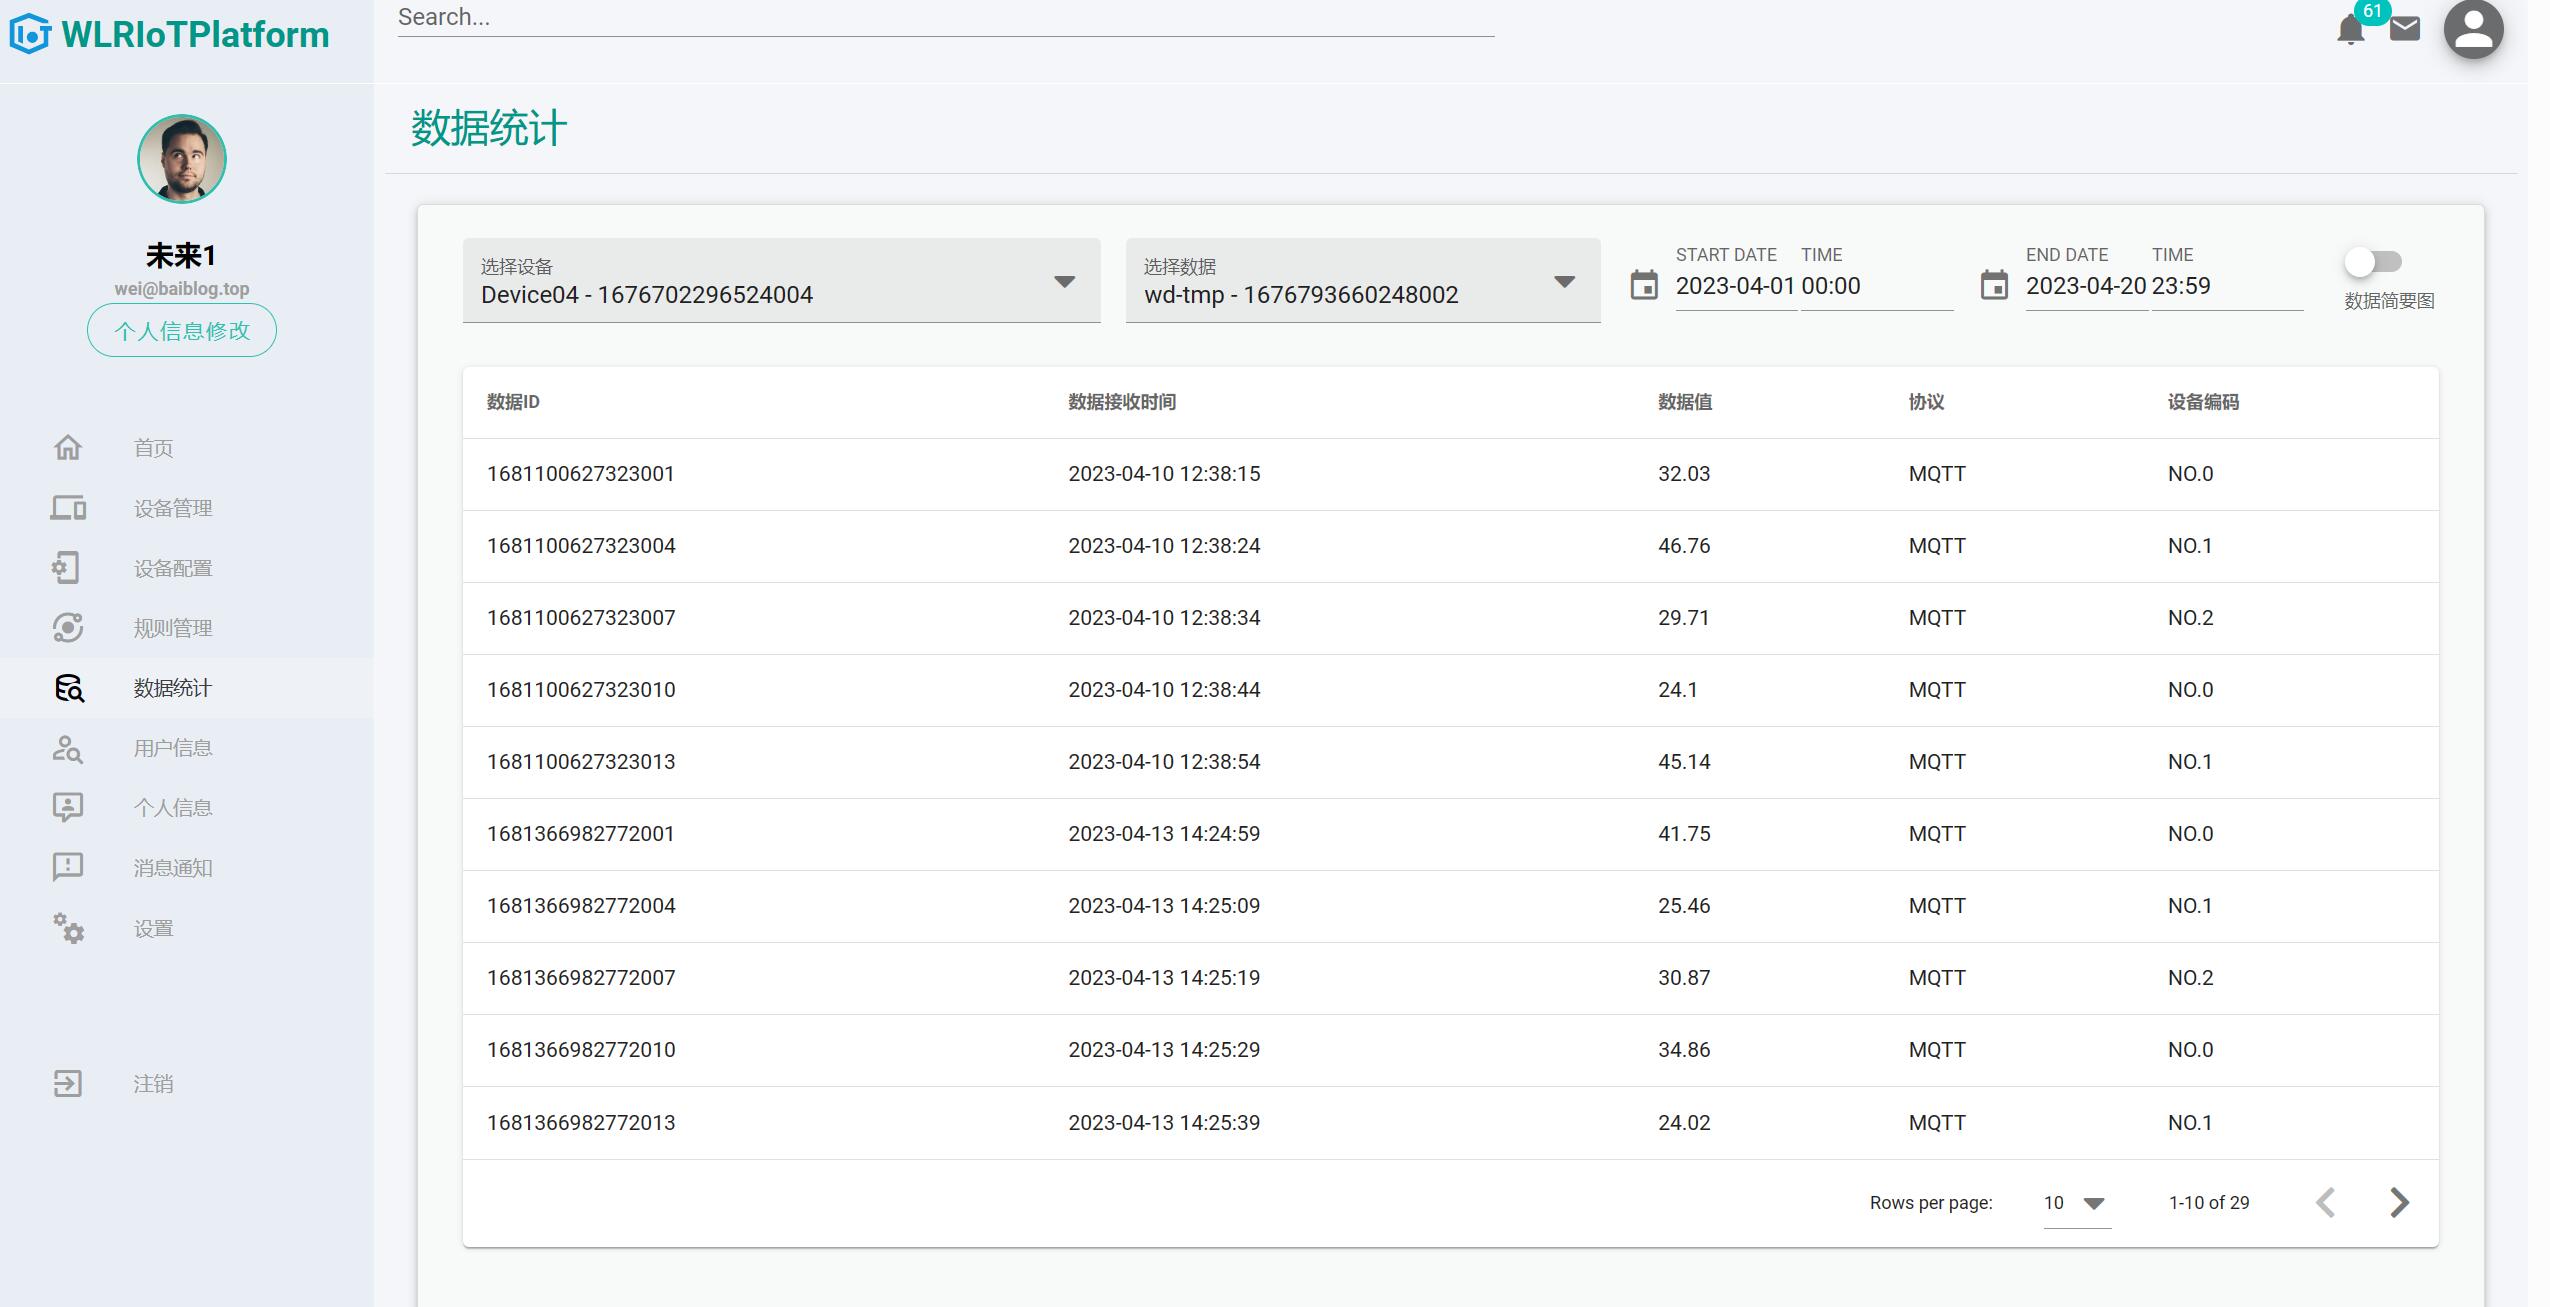 WLRIoTPlatform
Search...
61
未来1
wei@baiblog.top
个人信息修改
首页
设备管理
设备配置
规则管理
数据统计
用户信息
个人信息
消息通知
设置
注销
数据统计
选择设备
Device04 - 1676702296524004
选择数据
wd-tmp - 1676793660248002
START DATE TIME
2023-04-01 00:00
END DATE TIME
2023-04-20 23:59
数据简要图
数据ID 数据接收时间 数据值 协议 设备编码
1681100627323001 2023-04-10 12:38:15 32.03 MQTT NO.0
1681100627323004 2023-04-10 12:38:24 46.76 MQTT NO.1
1681100627323007 2023-04-10 12:38:34 29.71 MQTT NO.2
1681100627323010 2023-04-10 12:38:44 24.1 MQTT NO.0
1681100627323013 2023-04-10 12:38:54 45.14 MQTT NO.1
1681366982772001 2023-04-13 14:24:59 41.75 MQTT NO.0
1681366982772004 2023-04-13 14:25:09 25.46 MQTT NO.1
1681366982772007 2023-04-13 14:25:19 30.87 MQTT NO.2
1681366982772010 2023-04-13 14:25:29 34.86 MQTT NO.0
1681366982772013 2023-04-13 14:25:39 24.02 MQTT NO.1
Rows per page: 10 1-10 of 29